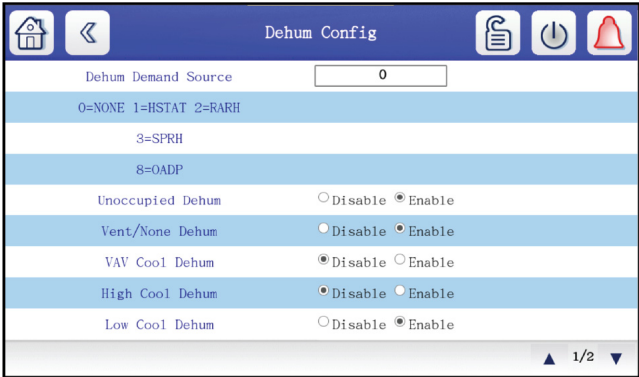 Dehum Config
Dehum Demand Source 0
0=NONE 1=HSTAT 2=RARH
3=SPRH
8=OADP
Unoccupied Dehum Disable Enable
Vent/None Dehum Disable Enable
VAV Cool Dehum Disable Enable
High Cool Dehum Disable Enable
Low Cool Dehum Disable Enable
1/2